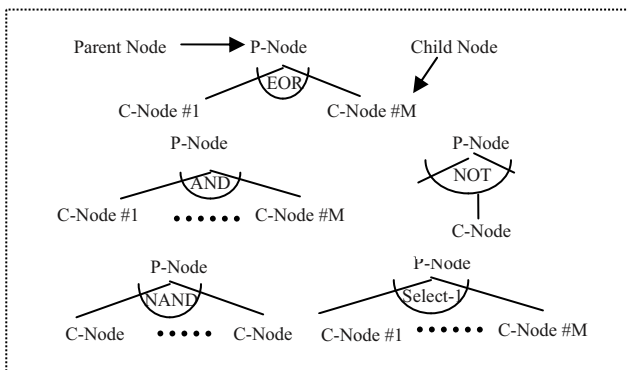 Parent Node P-Node Child Node
EOR
C-Node #1 C-Node #M
P-Node P-Node
AND NOT
C-Node #1 •••••• C-Node #M
C-Node
P-Node P-Node
NAND Select-1
C-Node ••••• C-Node C-Node #1 •••••• C-Node #M